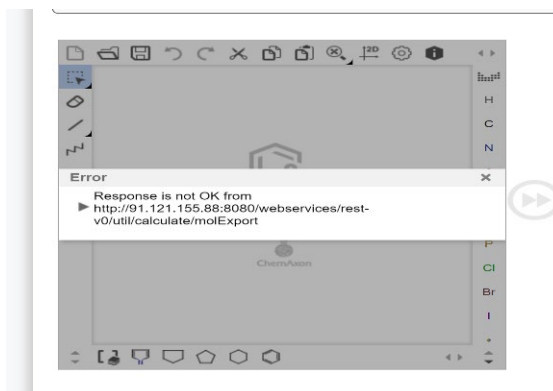 2D
H
C
N
Error
Response is not OK from
http://91.121.155.88:8080/webservices/rest-
v0/util/calculate/molExport
P
ChemAxon
Cl
Br
I